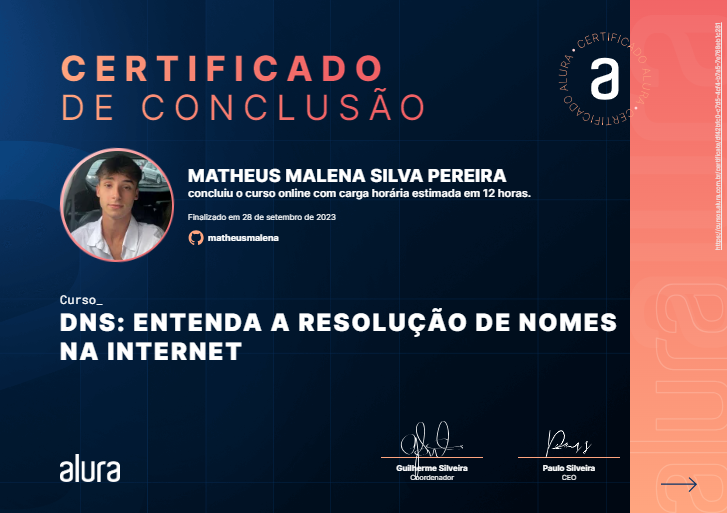 CERTIFICADO
DE CONCLUSÃO
CERTIFICADO ALURA • CERTIFICADO ALURA •
a
MATHEUS MALENA SILVA PEREIRA
concluiu o curso online com carga horária estimada em 12 horas.
Finalizado em 28 de setembro de 2023
matheusmalena
Curso_
DNS: ENTENDA A RESOLUÇÃO DE NOMES
NA INTERNET
Guilherme Silveira
Coordenador
Paulo Silveira
CEO
alura
alura